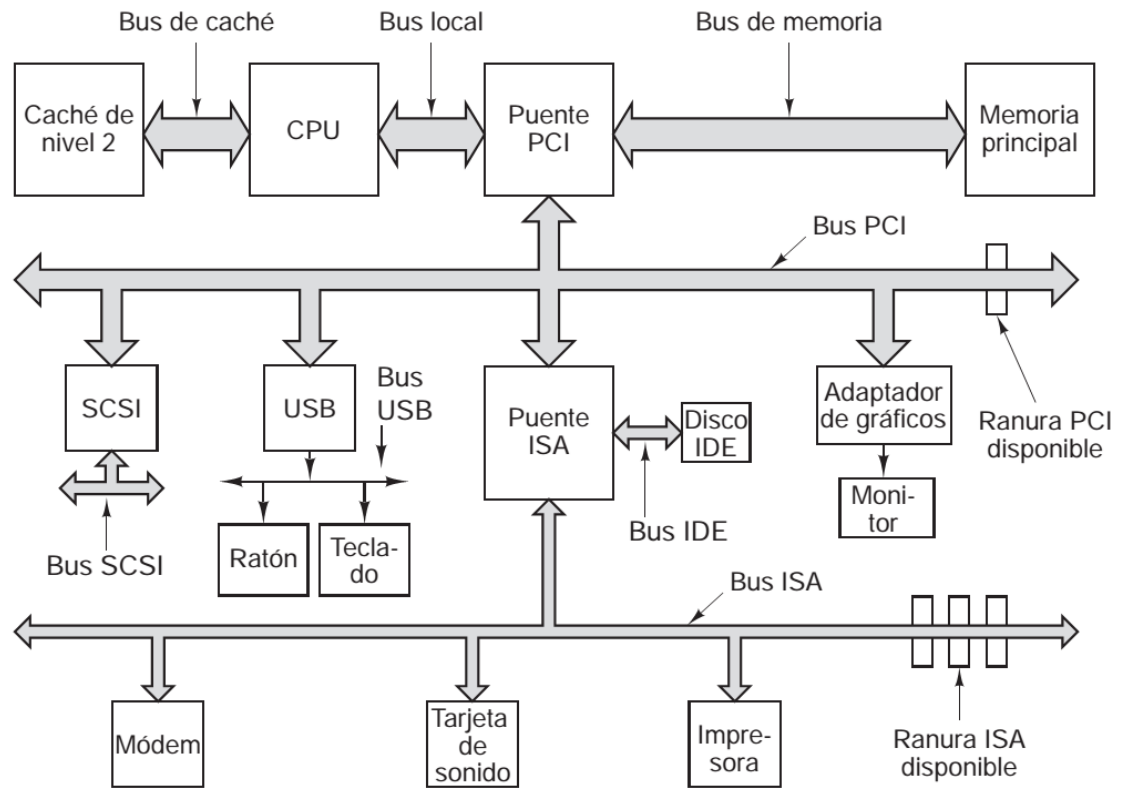 Bus de caché
Bus local
Bus de memoria
Caché de
nivel 2
CPU
Puente
PCI
Memoria
principal
Bus PCI
SCSI
USB
Bus
USB
Puente
ISA
Disco
IDE
Adaptador
de gráficos
Ranura PCI
disponible
Moni-
tor
Bus SCSI
Ratón
Tecla-
do
Bus IDE
Bus ISA
Módem
Tarjeta
de
sonido
Impre-
sora
Ranura ISA
disponible